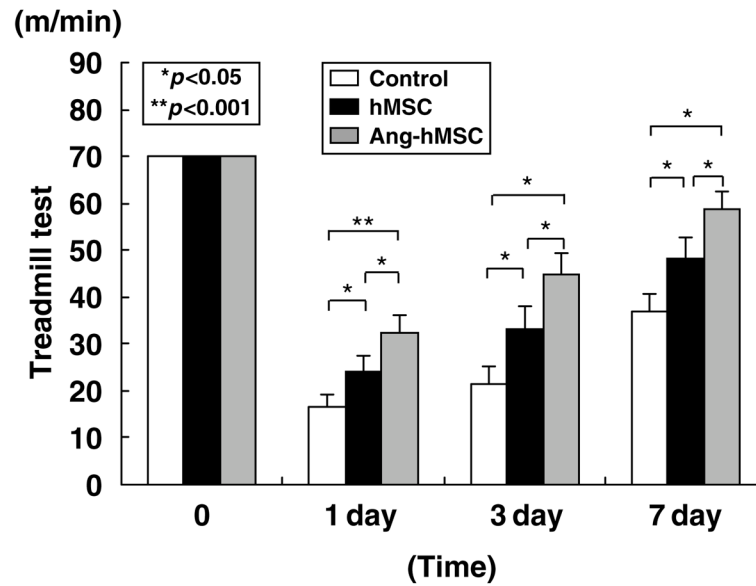 (m/min)
90
80
70
60
50
40
30
20
10
0
Treadmill test
*p<0.05
**p<0.001
Control
hMSC
Ang-hMSC
**
*
*
*
*
*
*
*
*
0
1 day
3 day
7 day
(Time)